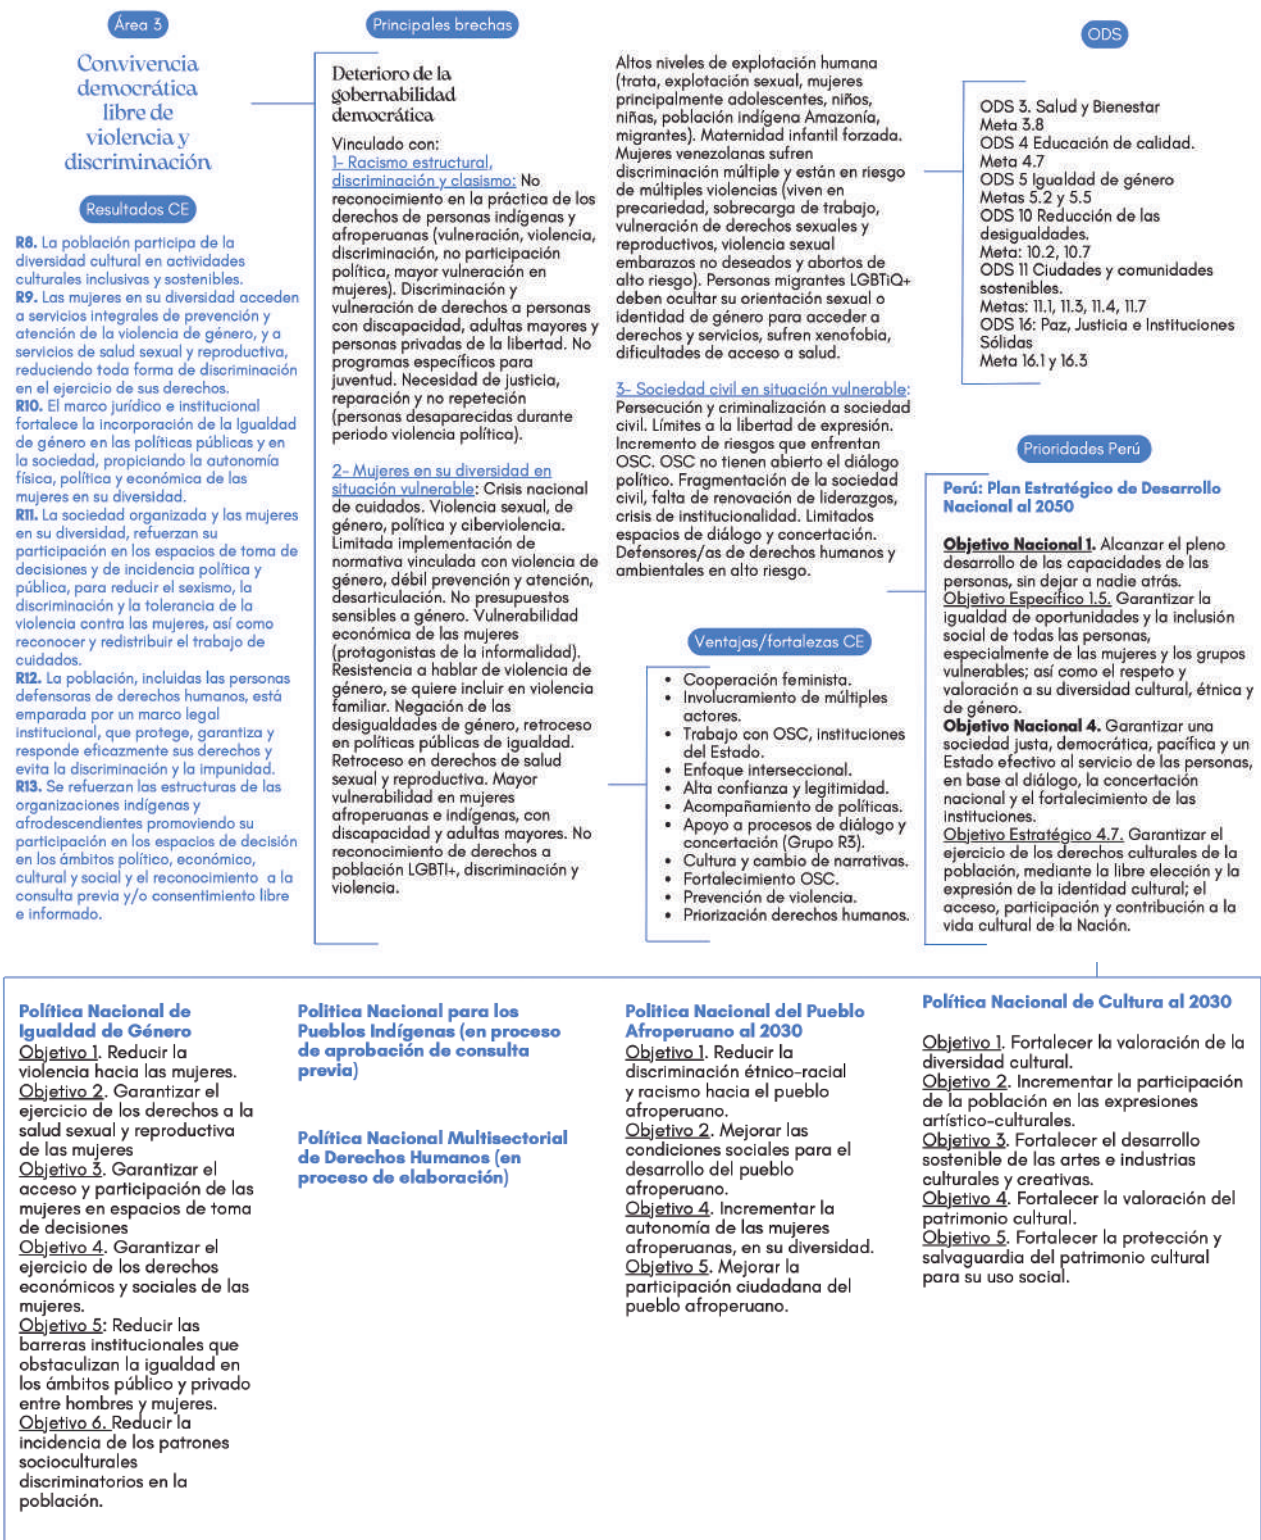 Área 3
Convivencia
democrática
libre de
violencia y
discriminación
Resultados CE
R8. La población participa de la
diversidad cultural en actividades
culturales inclusivas y sostenibles.
R9. Las mujeres en su diversidad acceden
a servicios integrales de prevención y
atención de la violencia de género, y a
servicios de salud sexual y reproductiva,
reduciendo toda forma de discriminación
en el ejercicio de sus derechos.
R10. El marco jurídico e institucional
fortalece la incorporación de la Igualdad
de género en las políticas públicas y en
la sociedad, propiciando la autonomía
física, política y económica de las
mujeres en su diversidad.
R11. La sociedad organizada y las mujeres
en su diversidad, refuerzan su
participación en los espacios de toma de
decisiones y de incidencia política y
pública, para reducir el sexismo, la
discriminación y la tolerancia de la
violencia contra las mujeres, así como
reconocer y redistribuir el trabajo de
cuidados.
R12. La población, incluidas las personas
defensoras de derechos humanos, está
emparada por un marco legal
institucional, que protege, garantiza y
responde eficazmente sus derechos y
evita la discriminación y la impunidad.
R13. Se refuerzan las estructuras de las
organizaciones indígenas y
afrodescendientes promoviendo su
participación en los espacios de decisión
en los ámbitos político, económico,
cultural y social y el reconocimiento a la
consulta previa y/o consentimiento libre
e informado.
Principales brechas
Deterioro de la
gobernabilidad
democrática
Vinculado con:
1- Racismo estructural,
discriminación y clasismo: No
reconocimiento en la práctica de los
derechos de personas indígenas y
afroperuanas (vulneración, violencia,
discriminación, no participación
política, mayor vulneración en
mujeres). Discriminación y
vulneración de derechos a personas
con discapacidad, adultas mayores y
personas privadas de la libertad. No
programas específicos para
juventud. Necesidad de justicia,
reparación y no repeteción
(personas desaparecidas durante
periodo violencia política).
2- Mujeres en su diversidad en
situación vulnerable: Crisis nacional
de cuidados. Violencia sexual, de
género, política y ciberviolencia.
Limitada implementación de
normativa vinculada con violencia de
género, débil prevención y atención,
desarticulación. No presupuestos
sensibles a género. Vulnerabilidad
económica de las mujeres
(protagonistas de la informalidad).
Resistencia a hablar de violencia de
género, se quiere incluir en violencia
familiar. Negación de las
desigualdades de género, retroceso
en políticas públicas de igualdad.
Retroceso en derechos de salud
sexual y reproductiva. Mayor
vulnerabilidad en mujeres
afroperuanas e indígenas, con
discapacidad y adultas mayores. No
reconocimiento de derechos a
población LGBTI+, discriminación y
violencia.
Altos niveles de explotación humana
(trata, explotación sexual, mujeres
principalmente adolescentes, niños,
niñas, población indígena Amazonía,
migrantes). Maternidad infantil forzada.
Mujeres venezolanas sufren
discriminación múltiple y están en riesgo
de múltiples violencias (viven en
precariedad, sobrecarga de trabajo,
vulneración de derechos sexuales y
reproductivos, violencia sexual
embarazos no deseados y abortos de
alto riesgo). Personas migrantes LGBTiQ+
deben ocultar su orientación sexual o
identidad de género para acceder a
derechos y servicios, sufren xenofobia,
dificultades de acceso a salud.
3- Sociedad civil en situación vulnerable:
Persecución y criminalización a sociedad
civil. Límites a la libertad de expresión.
Incremento de riesgos que enfrentan
OSC. OSC no tienen abierto el diálogo
político. Fragmentación de la sociedad
civil, falta de renovación de liderazgos,
crisis de institucionalidad. Limitados
espacios de diálogo y concertación.
Defensores/as de derechos humanos y
ambientales en alto riesgo.
Ventajas/fortalezas CE
• Cooperación feminista.
• Involucramiento de múltiples
actores.
• Trabajo con OSC, instituciones
del Estado.
• Enfoque interseccional.
• Alta confianza y legitimidad.
• Acompañamiento de políticas.
• Apoyo a procesos de diálogo y
concertación (Grupo R3).
• Cultura y cambio de narrativas.
• Fortalecimiento OSC.
• Prevención de violencia.
• Priorización derechos humanos.
ODS
ODS 3. Salud y Bienestar
Meta 3.8
ODS 4 Educación de calidad.
Meta 4.7
ODS 5 Igualdad de género
Metas 5.2 y 5.5
ODS 10 Reducción de las
desigualdades.
Meta: 10.2, 10.7
ODS 11 Ciudades y comunidades
sostenibles.
Metas: 11.1, 11.3, 11.4, 11.7
ODS 16: Paz, Justicia e Instituciones
Sólidas
Meta 16.1 y 16.3
Prioridades Perú
Perú: Plan Estratégico de Desarrollo
Nacional al 2050
Objetivo Nacional 1. Alcanzar el pleno
desarrollo de las capacidades de las
personas, sin dejar a nadie atrás.
Objetivo Específico 1.5. Garantizar la
igualdad de oportunidades y la inclusión
social de todas las personas,
especialmente de las mujeres y los grupos
vulnerables; así como el respeto y
valoración a su diversidad cultural, étnica y
de género.
Objetivo Nacional 4. Garantizar una
sociedad justa, democrática, pacífica y un
Estado efectivo al servicio de las personas,
en base al diálogo, la concertación
nacional y el fortalecimiento de las
instituciones.
Objetivo Estratégico 4.7. Garantizar el
ejercicio de los derechos culturales de la
población, mediante la libre elección y la
expresión de la identidad cultural; el
acceso, participación y contribución a la
vida cultural de la Nación.
Política Nacional de
Igualdad de Género
Objetivo 1. Reducir la
violencia hacia las mujeres.
Objetivo 2. Garantizar el
ejercicio de los derechos a la
salud sexual y reproductiva
de las mujeres
Objetivo 3. Garantizar el
acceso y participación de las
mujeres en espacios de toma
de decisiones
Objetivo 4. Garantizar el
ejercicio de los derechos
económicos y sociales de las
mujeres.
Objetivo 5: Reducir las
barreras institucionales que
obstaculizan la igualdad en
los ámbitos público y privado
entre hombres y mujeres.
Objetivo 6. Reducir la
incidencia de los patrones
socioculturales
discriminatorios en la
población.
Politica Nacional para los
Pueblos Indígenas (en proceso
de aprobación de consulta
previa)
Política Nacional Multisectorial
de Derechos Humanos (en
proceso de elaboración)
Politica Nacional del Pueblo
Afroperuano al 2030
Objetivo 1. Reducir la
discriminación étnico-racial
y racismo hacia el pueblo
afroperuano.
Objetivo 2. Mejorar las
condiciones sociales para el
desarrollo del pueblo
afroperuano.
Objetivo 4. Incrementar la
autonomía de las mujeres
afroperuanas, en su diversidad.
Objetivo 5. Mejorar la
participación ciudadana del
pueblo afroperuano.
Política Nacional de Cultura al 2030
Objetivo 1. Fortalecer la valoración de la
diversidad cultural.
Objetivo 2. Incrementar la participación
de la población en las expresiones
artístico-culturales.
Objetivo 3. Fortalecer el desarrollo
sostenible de las artes e industrias
culturales y creativas.
Objetivo 4. Fortalecer la valoración del
patrimonio cultural.
Objetivo 5. Fortalecer la protección y
salvaguardia del patrimonio cultural
para su uso social.